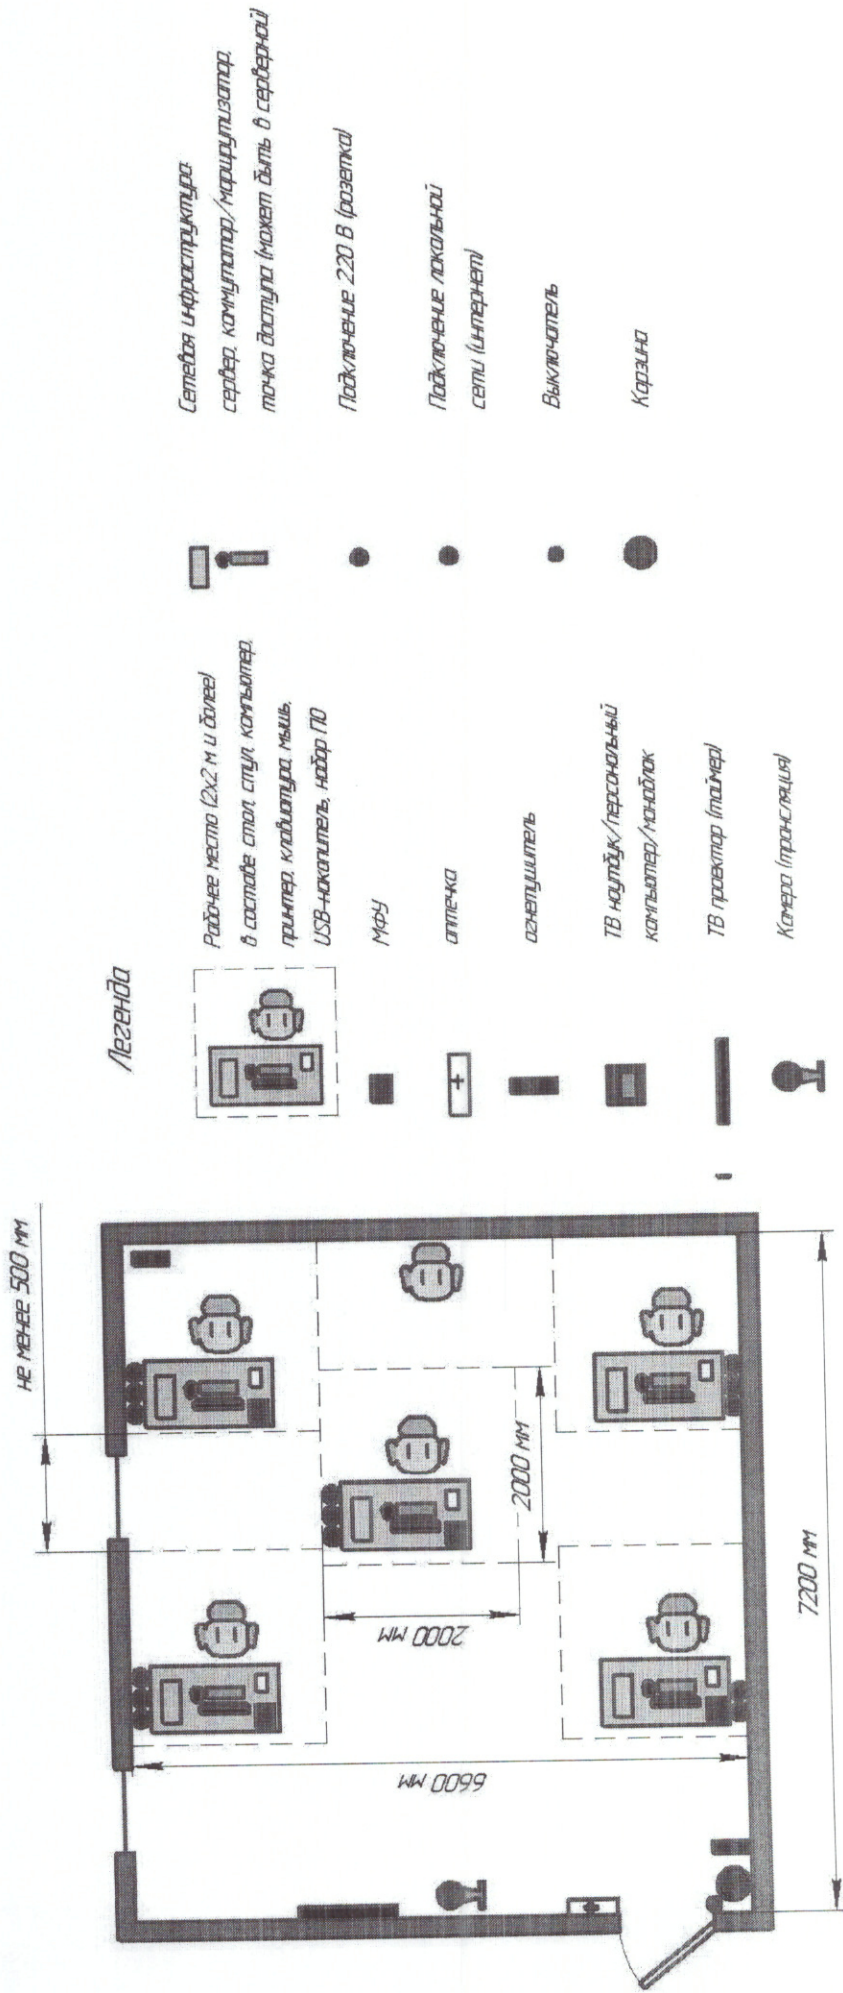 не менее 500 мм
2000 мм
2000 мм
6600 мм
7200 мм
Легенда
Рабочее место (2х2 м и более)
в составе стол, стул, компьютер,
принтер, клавиатура, мышь,
USB-накопитель, набор ПО
МФУ
аптечка
огнетушитель
ТВ ноутбук/персональный
компьютер/моноблок
ТВ проектор (таймер)
Камера (трансляция)
Сетевая инфраструктура:
сервер, коммутатор/маршрутизатор,
точка доступа (может быть в серверной)
Подключение 220 В (розетка)
Подключение локальной
сети (интернет)
Выключатель
Корзина